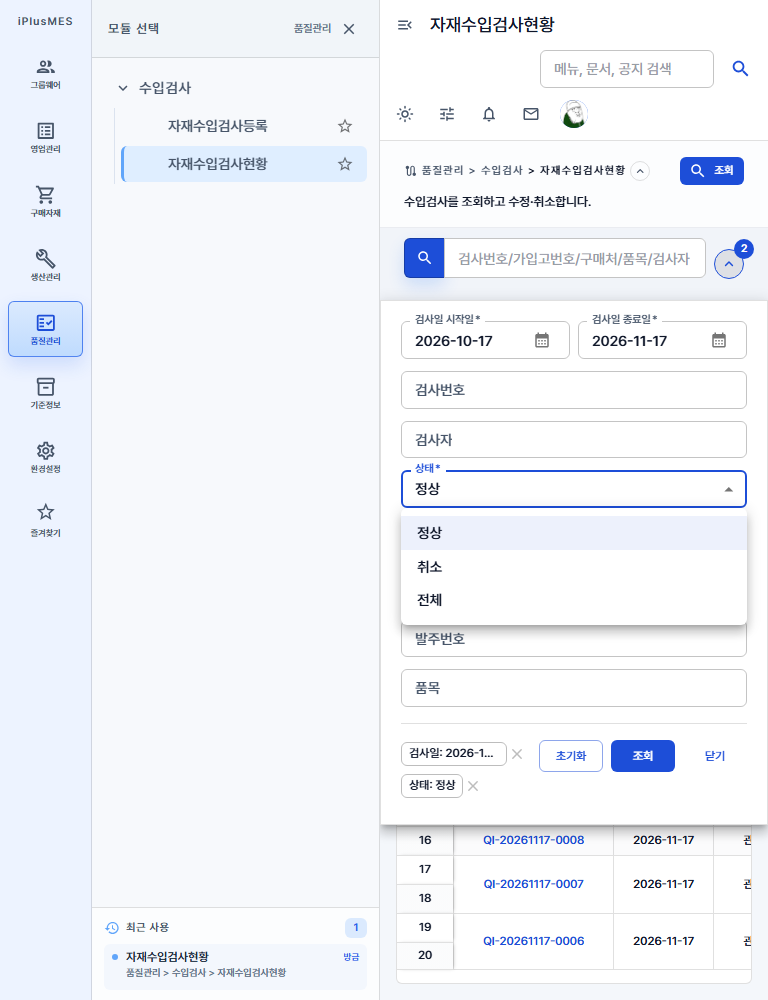 iPlusMES
그룹웨어
영업관리
구매자재
생산관리
품질관리
기준정보
환경설정
즐겨찾기
모듈 선택
품질관리
수입검사
자재수입검사등록
자재수입검사현황
최근 사용
1
자재수입검사현황
방금
품질관리 > 수입검사 > 자재수입검사현황
자재수입검사현황
메뉴, 문서, 공지 검색
품질관리 > 수입검사 > 자재수입검사현황
조회
수입검사를 조회하고 수정·취소합니다.
검사번호/가입고번호/구매처/품목/검사자
2
검사일 시작일*
2026-10-17
검사일 종료일*
2026-11-17
검사번호
검사자
상태*
정상
정상
취소
전체
발주번호
품목
검사일: 2026-1...
상태: 정상
초기화
조회
닫기
16 QI-20261117-0008 2026-11-17
17
QI-20261117-0007 2026-11-17
18
19
QI-20261117-0006 2026-11-17
20